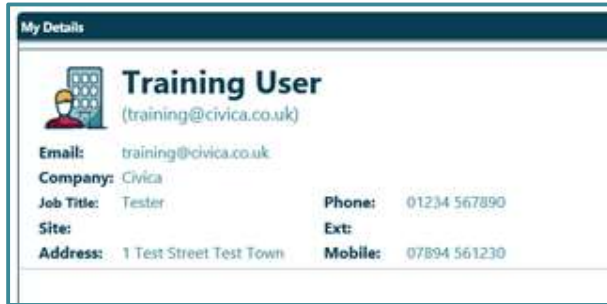 My Details
Training User
(training@civica.co.uk)
Email: training@civica.co.uk
Company: Civica
Job Title: Tester Phone: 01234 567890
Site: Ext:
Address: 1 Test Street Test Town Mobile: 07894 561230